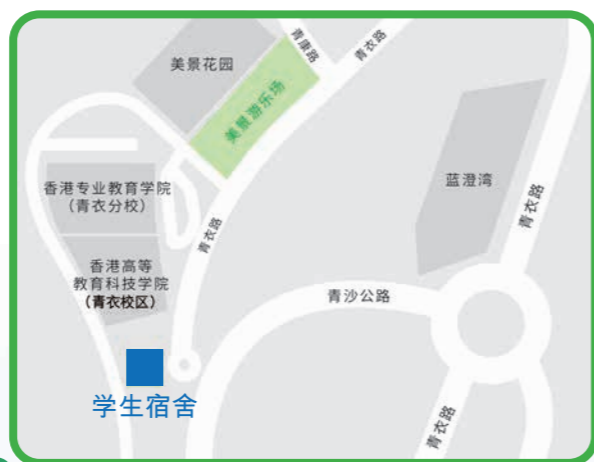 青康路
青衣路
美景花园
美景游乐场
蓝澄湾
香港专业教育学院
（青衣分校）
青衣路
青衣路
香港高等
教育科技学院
（青衣校区）
青沙公路
学生宿舍
青衣路